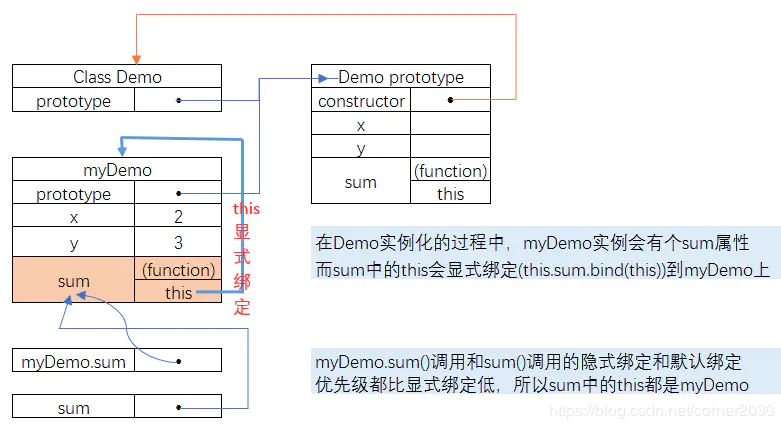 Class Demo
prototype
Demo prototype
constructor
x
y
sum
(function)
this
myDemo
prototype
x
2
y
3
sum
(function)
this
this
显
式
绑
定
在Demo实例化的过程中，myDemo实例会有个sum属性
而sum中的this会显式绑定(this.sum.bind(this))到myDemo上
myDemo.sum
sum
myDemo.sum()调用和sum()调用的隐式绑定和默认绑定
优先级都比显式绑定低，所以sum中的this都是myDemo
https://blog.csdn.net/corner2030